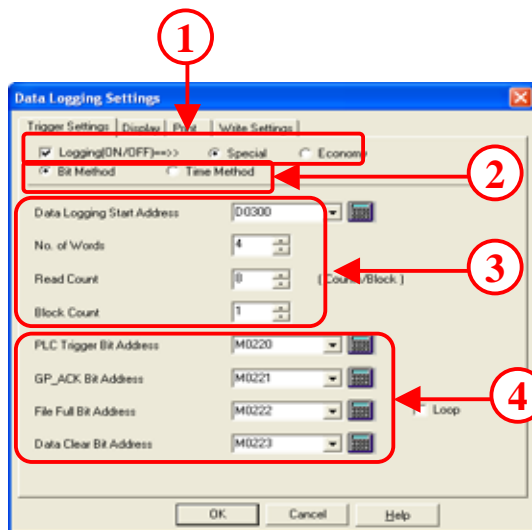 1
Data Logging Settings
Trigger Settings Display Print Write Settings
Logging(ON/OFF)==>> Special Economy
Bit Method Time Method
2
Data Logging Start Address D0300
No. of Words 4
3
Read Count 8 ( Count /Block )
Block Count 1
PLC Trigger Bit Address M0220
GP_ACK Bit Address M0221
4
File Full Bit Address M0222 Loop
Data Clear Bit Address M0223
OK Cancel Help